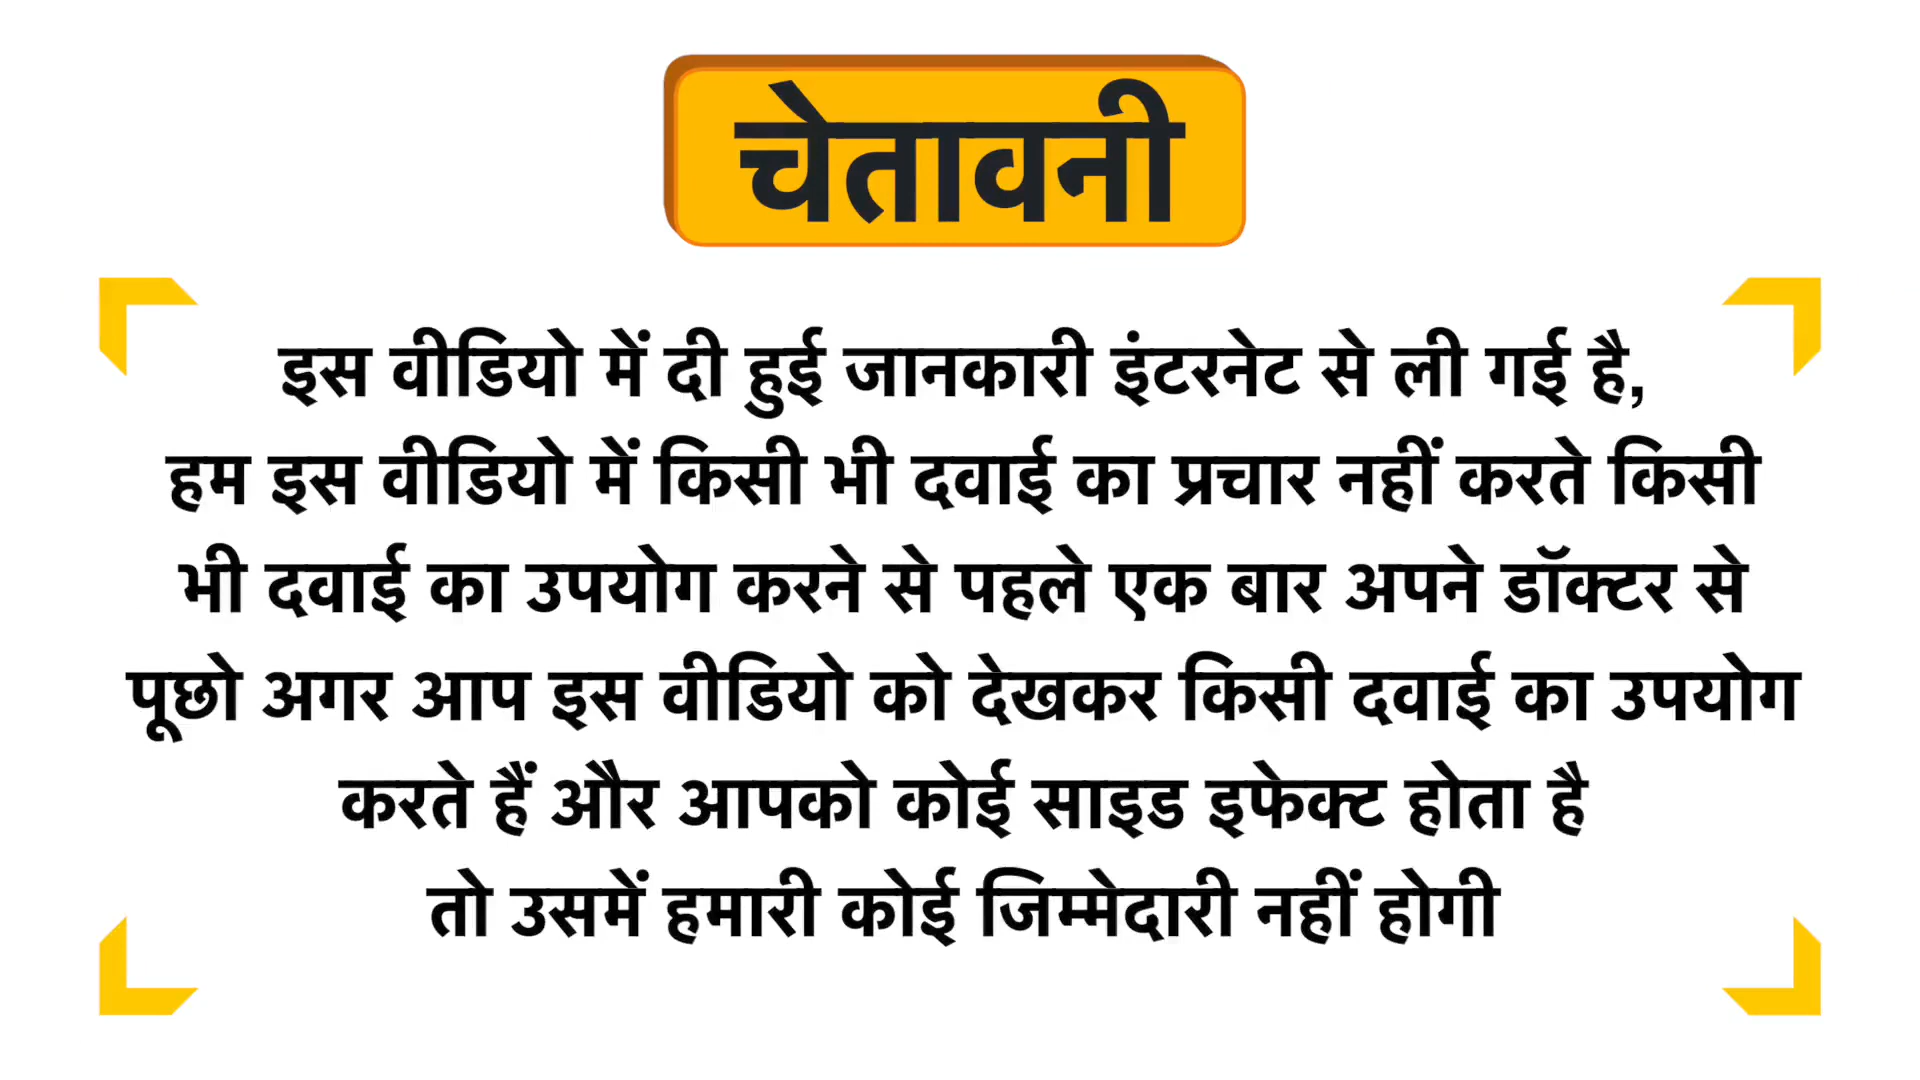 चेतावनी
इस वीडियो में दी हुई जानकारी इंटरनेट से ली गई है,
हम इस वीडियो में किसी भी दवाई का प्रचार नहीं करते किसी
भी दवाई का उपयोग करने से पहले एक बार अपने डॉक्टर से
पूछो अगर आप इस वीडियो को देखकर किसी दवाई का उपयोग
करते हैं और आपको कोई साइड इफेक्ट होता है
तो उसमें हमारी कोई जिम्मेदारी नहीं होगी